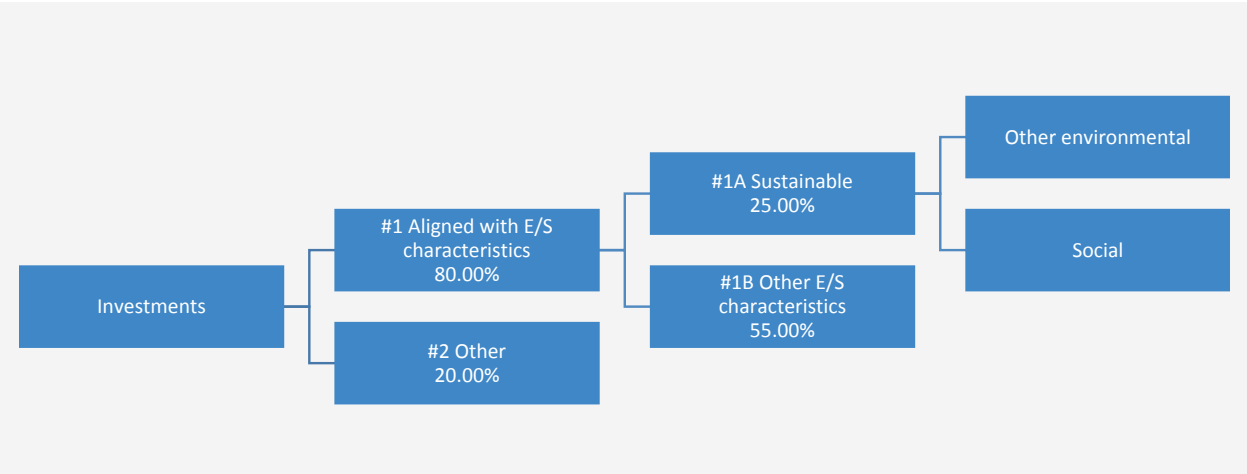 Investments
#1 Aligned with E/S
characteristics
80.00%
#2 Other
20.00%
#1A Sustainable
25.00%
#1B Other E/S
characteristics
55.00%
Other environmental
Social